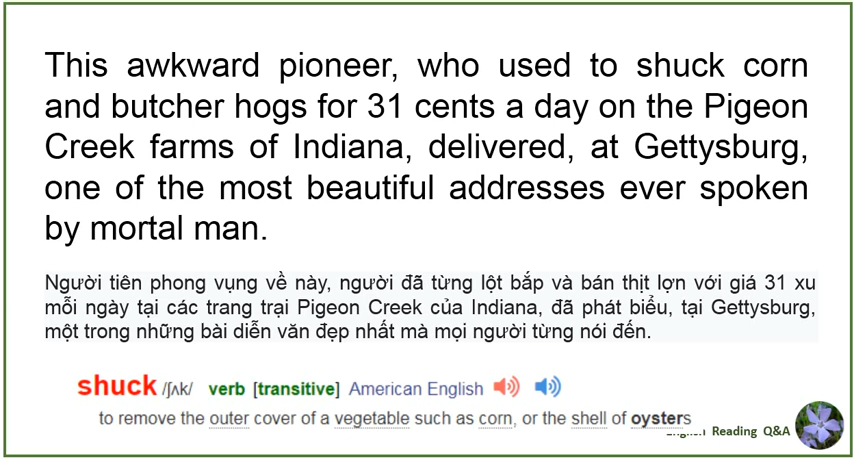 This awkward pioneer, who used to shuck corn
and butcher hogs for 31 cents a day on the Pigeon
Creek farms of Indiana, delivered, at Gettysburg,
one of the most beautiful addresses ever spoken
by mortal man.
Người tiên phong vụng về này, người đã từng lột bắp và bán thịt lợn với giá 31 xu
mỗi ngày tại các trang trại Pigeon Creek của Indiana, đã phát biểu, tại Gettysburg,
một trong những bài diễn văn đẹp nhất mà mọi người từng nói đến.
shuck /ʃʌk/ verb [transitive] American English
to remove the outer cover of a vegetable such as corn, or the shell of oysters
Reading Q&A